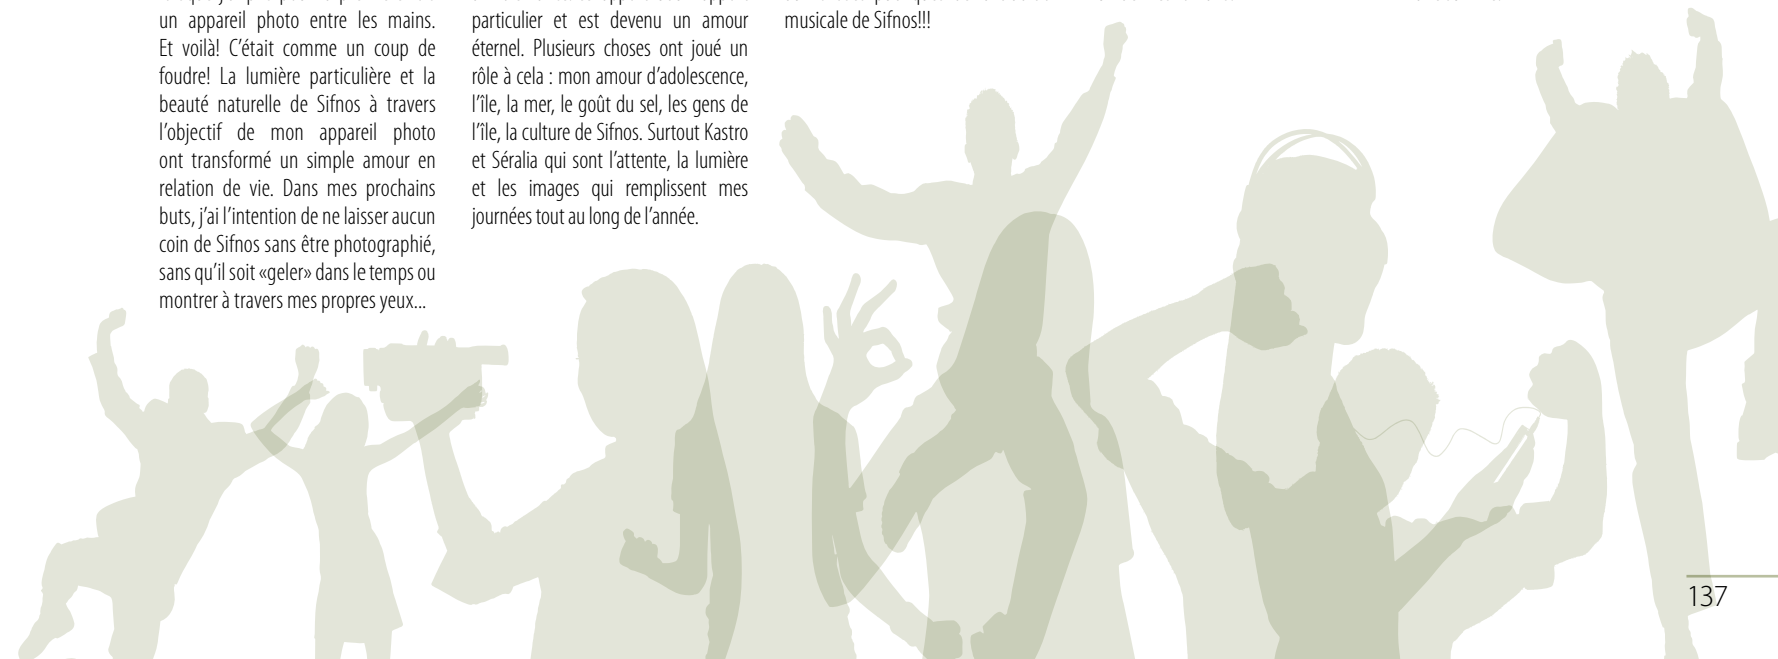 un appareil photo entre les mains.
Et voilà! C’était comme un coup de
foudre! La lumière particulière et la
beauté naturelle de Sifnos à travers
l’objectif de mon appareil photo
ont transformé un simple amour en
relation de vie. Dans mes prochains
buts, j’ai l’intention de ne laisser aucun
coin de Sifnos sans être photographié,
sans qu’il soit «geler» dans le temps ou
montrer à travers mes propres yeux...
particulier et est devenu un amour
éternel. Plusieurs choses ont joué un
rôle à cela : mon amour d’adolescence,
l’île, la mer, le goût du sel, les gens de
l’île, la culture de Sifnos. Surtout Kastro
et Séralia qui sont l’attente, la lumière
et les images qui remplissent mes
journées tout au long de l’année.
musicale de Sifnos!!!
137